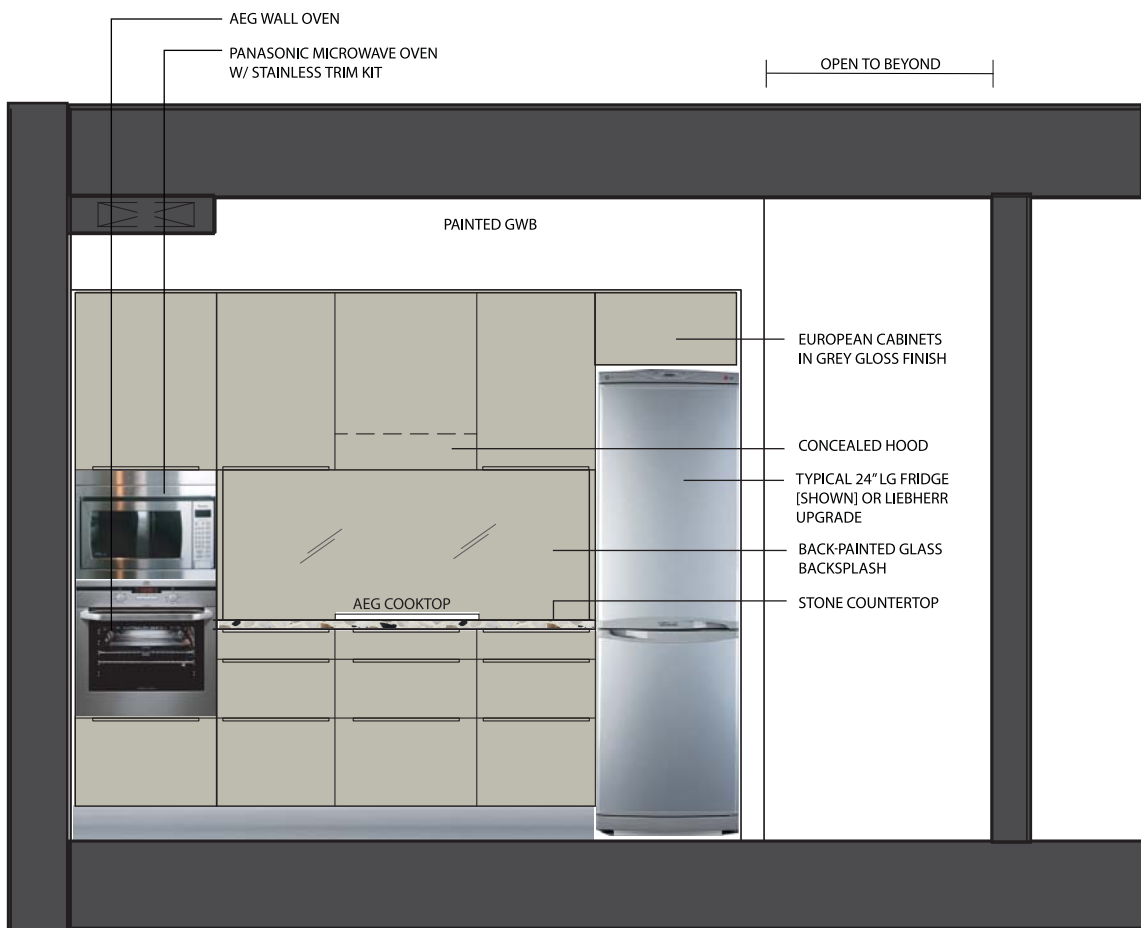 AEG WALL OVEN
PANASONIC MICROWAVE OVEN
W/ STAINLESS TRIM KIT
OPEN TO BEYOND
PAINTED GWB
EUROPEAN CABINETS
IN GREY GLOSS FINISH
CONCEALED HOOD
TYPICAL 24" LG FRIDGE
[SHOWN] OR LIEBHERR
UPGRADE
BACK-PAINTED GLASS
BACKSPLASH
AEG COOKTOP
STONE COUNTERTOP